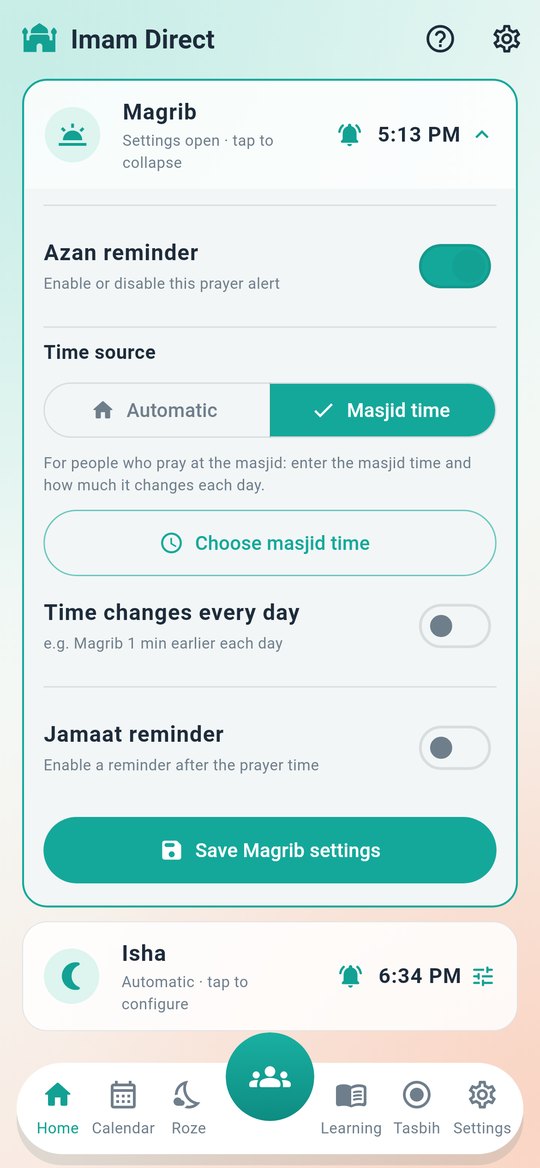 Imam Direct
Magrib
Settings open · tap to
collapse
5:13 PM
Azan reminder
Enable or disable this prayer alert
Time source
Automatic
Masjid time
For people who pray at the masjid: enter the masjid time and
how much it changes each day.
Choose masjid time
Time changes every day
e.g. Magrib 1 min earlier each day
Jamaat reminder
Enable a reminder after the prayer time
Save Magrib settings
Isha
Automatic · tap to
configure
6:34 PM
Home
Calendar
Roze
Learning
Tasbih
Settings